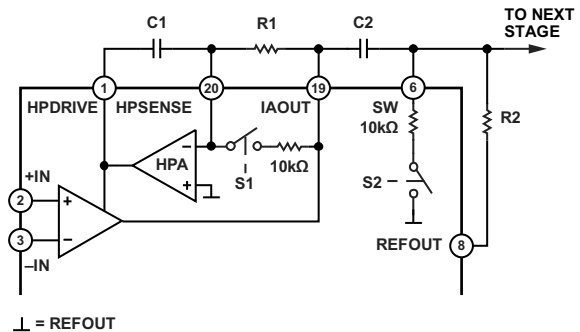 TO NEXT
STAGE
C1
R1
C2
1
20
19
6
HPDRIVE
HPSENSE
IAOUT
SW
10kΩ
R2
HPA
–
+
10kΩ
S1
S2
+IN
2
+
3
–
–IN
REFOUT
8
= REFOUT